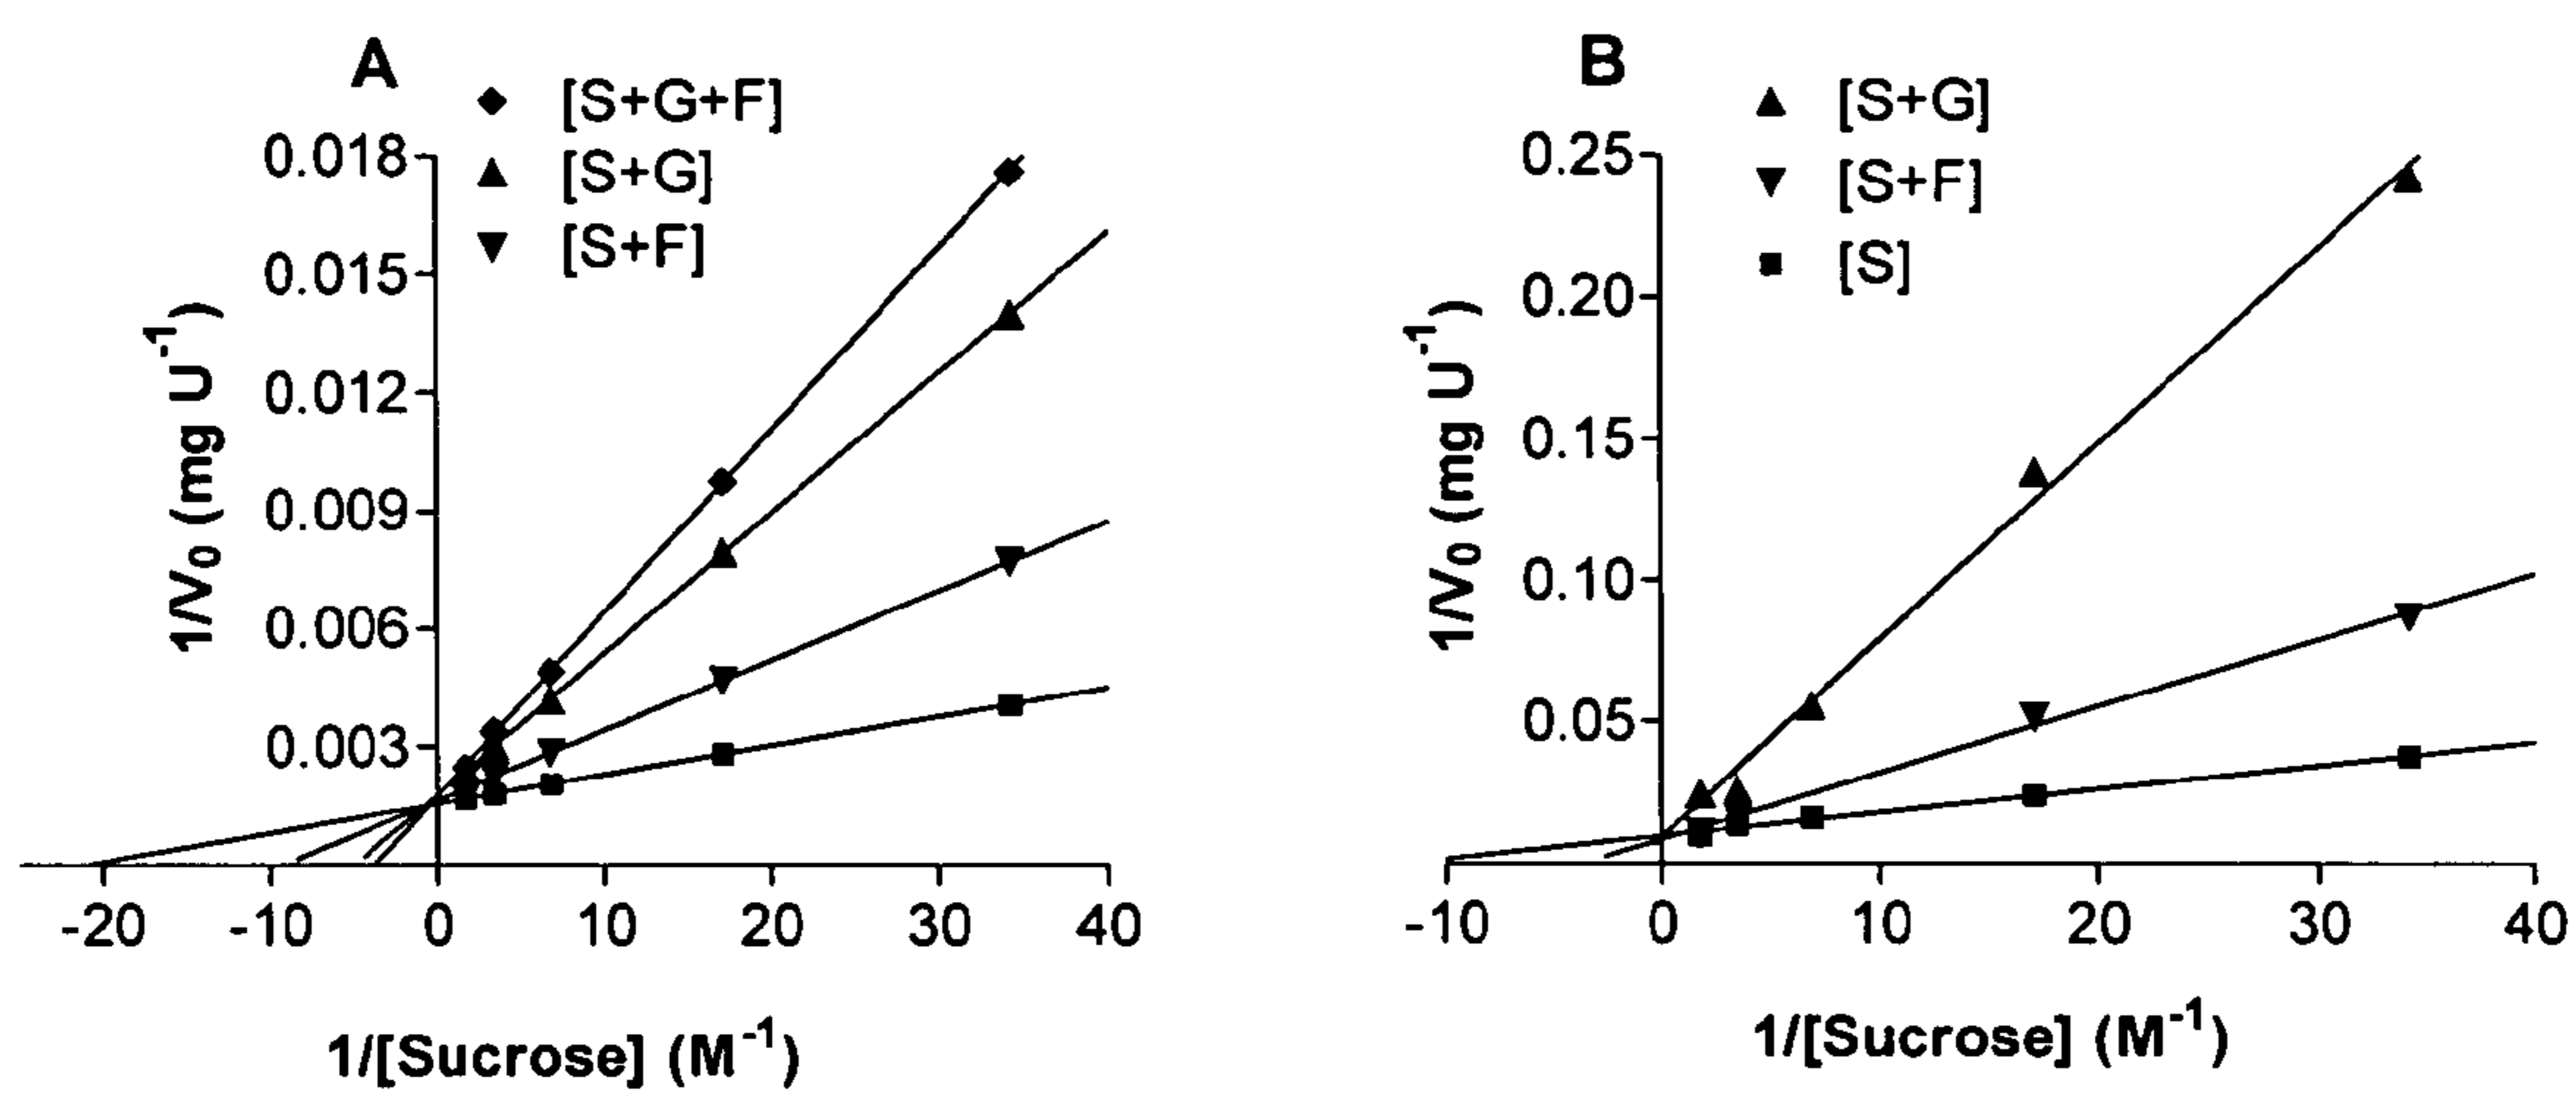 A
[S+G+F]
[S+G]
[S+F]
0.018
0.015
0.012
0.009
0.006
0.003
-20 -10 0 10 20 30 40
1/V0 (mg U-1)
1/[Sucrose] (M-1)
B
[S+G]
[S+F]
[S]
0.25
0.20
0.15
0.10
0.05
-10 0 10 20 30 40
1/V0 (mg U-1)
1/[Sucrose] (M-1)